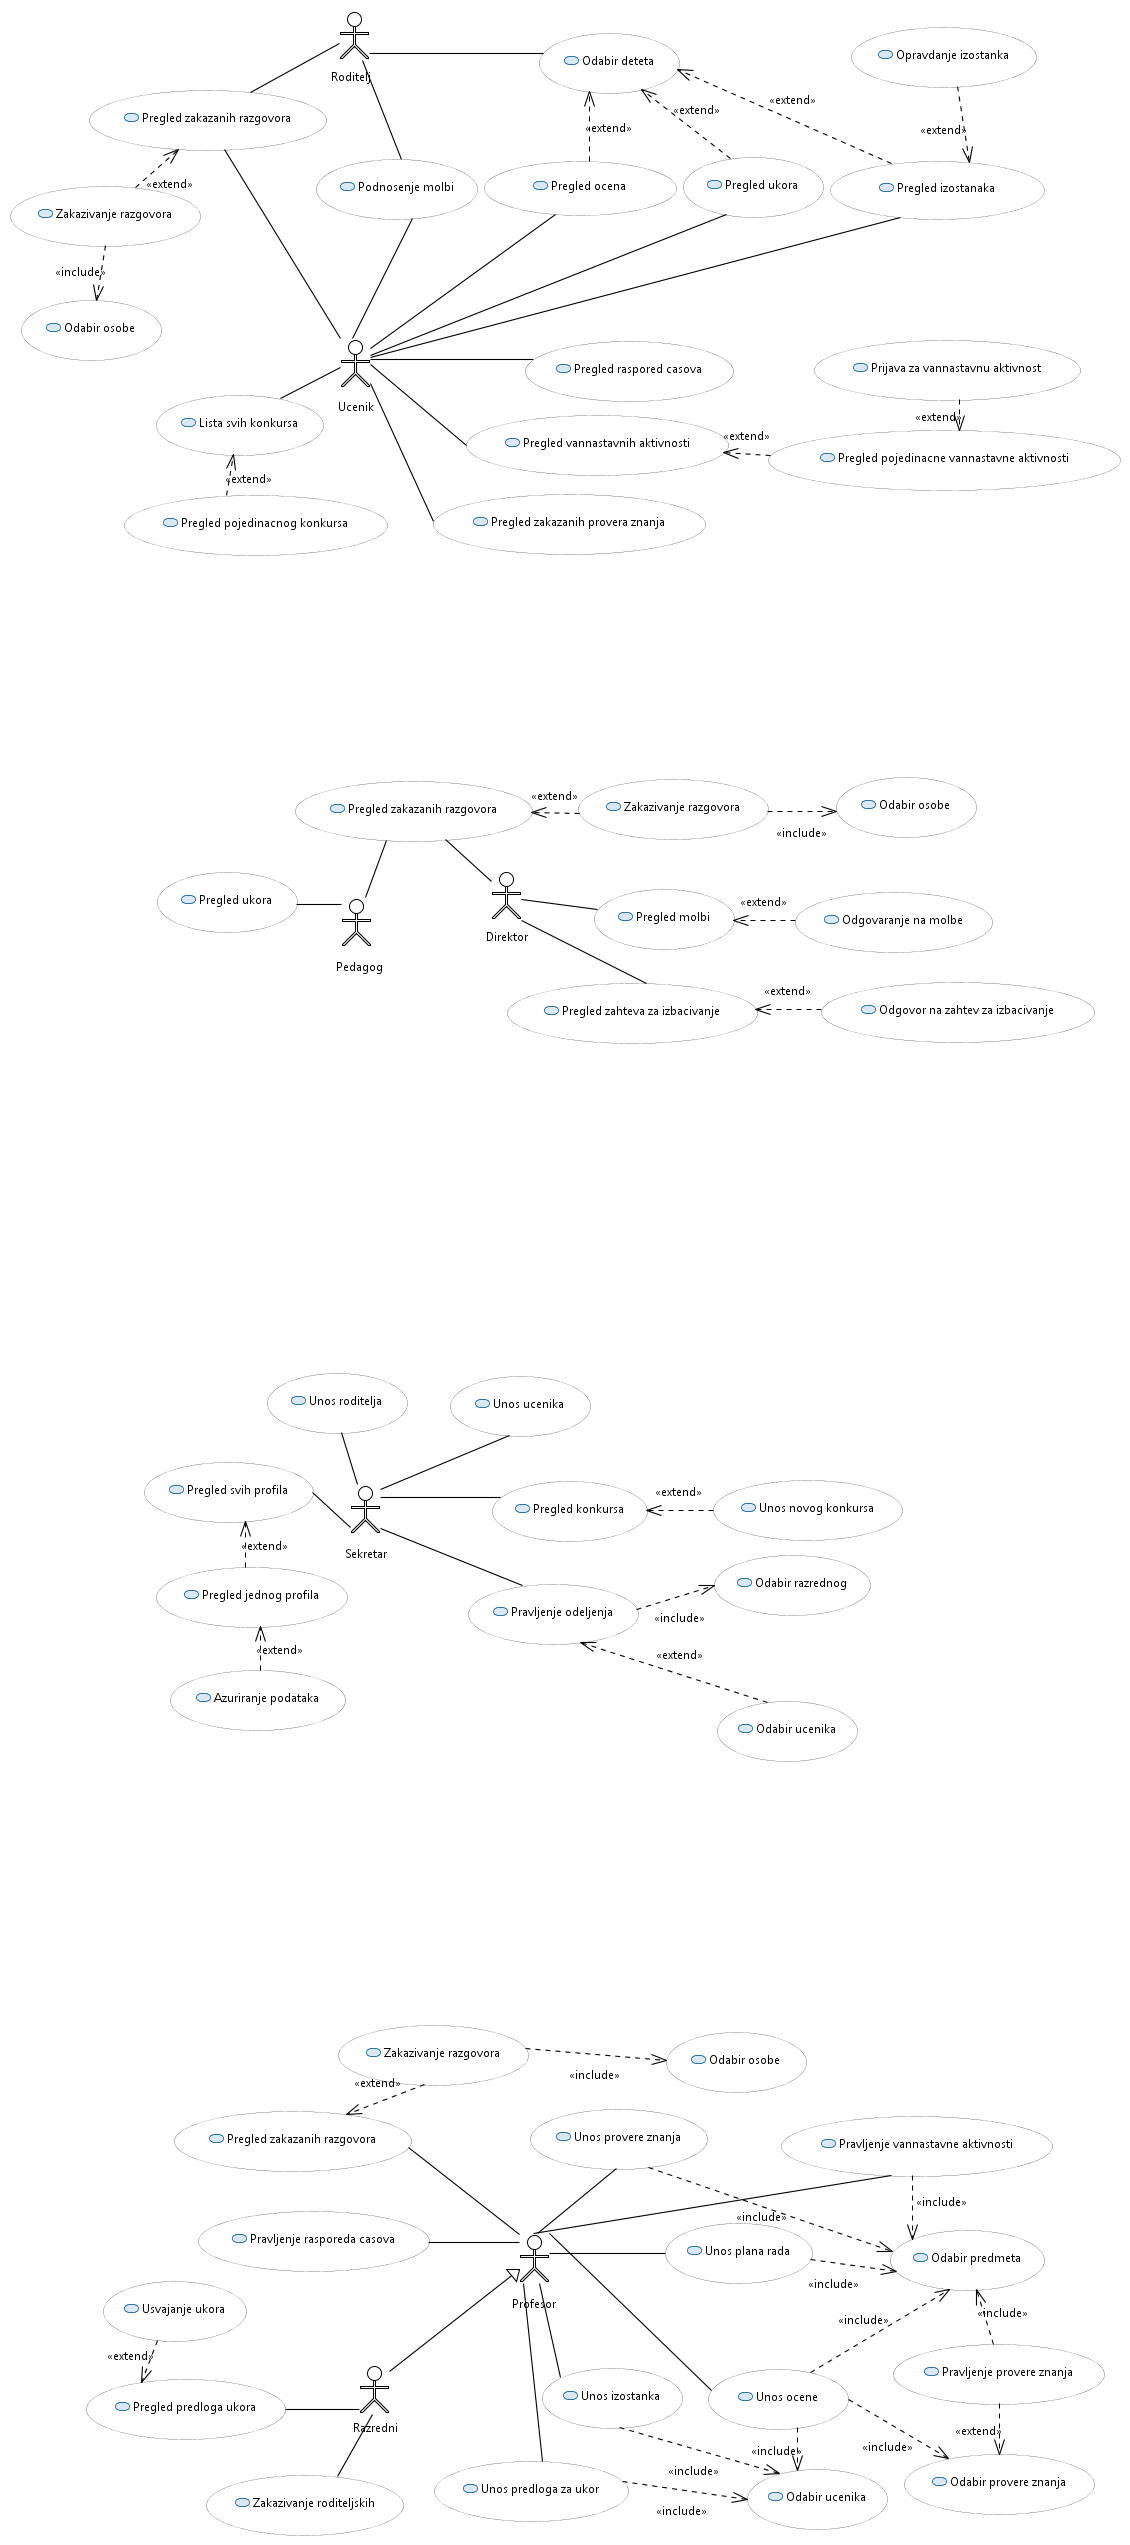 Roditelj
Odabir deteta
Opravdanje izostanka
«extend»
Pregled zakazanih razgovora
«extend»
«extend»
«extend»
«extend»
Podnosenje molbi
Pregled ocena
Pregled ukora
Pregled izostanaka
Zakazivanje razgovora
«include»
Odabir osobe
Pregled raspored casova
Prijava za vannastavnu aktivnost
Ucenik
Lista svih konkursa
«extend»
«extend»
Pregled vannastavnih aktivnosti
Pregled pojedinacne vannastavne aktivnosti
«extend»
Pregled pojedinacnog konkursa
Pregled zakazanih provera znanja
«extend»
Pregled zakazanih razgovora
Zakazivanje razgovora
Odabir osobe
«include»
Pregled ukora
«extend»
Pregled molbi
Odgovaranje na molbe
Direktor
Pedagog
«extend»
Pregled zahteva za izbacivanje
Odgovor na zahtev za izbacivanje
Unos roditelja
Unos ucenika
Pregled svih profila
«extend»
Pregled konkursa
Unos novog konkursa
«extend»
Sekretar
Odabir razrednog
Pregled jednog profila
Pravljenje odeljenja
«include»
«extend»
«extend»
Azuriranje podataka
Odabir ucenika
Zakazivanje razgovora
Odabir osobe
«include»
«extend»
Pregled zakazanih razgovora
Unos provere znanja
Pravljenje vannastavne aktivnosti
«include»
«include»
Pravljenje rasporeda casova
Unos plana rada
Odabir predmeta
«include»
Profesor
Usvajanje ukora
«include»
«include»
«extend»
Pravljenje provere znanja
Unos izostanka
Unos ocene
Pregled predloga ukora
Razredni
«extend»
«include»
«include»
«include»
Odabir provere znanja
Unos predloga za ukor
Odabir ucenika
Zakazivanje roditeljskih
«include»